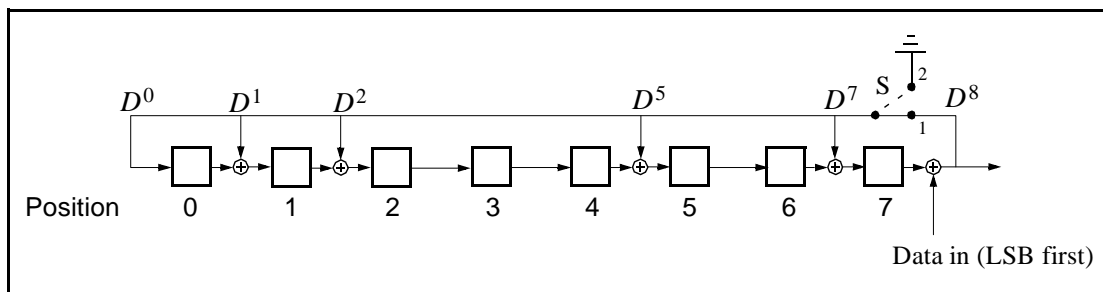 2
S
D⁰ D¹ D² D⁵ D⁷ D⁸
1
Position 0 1 2 3 4 5 6 7
Data in (LSB first)